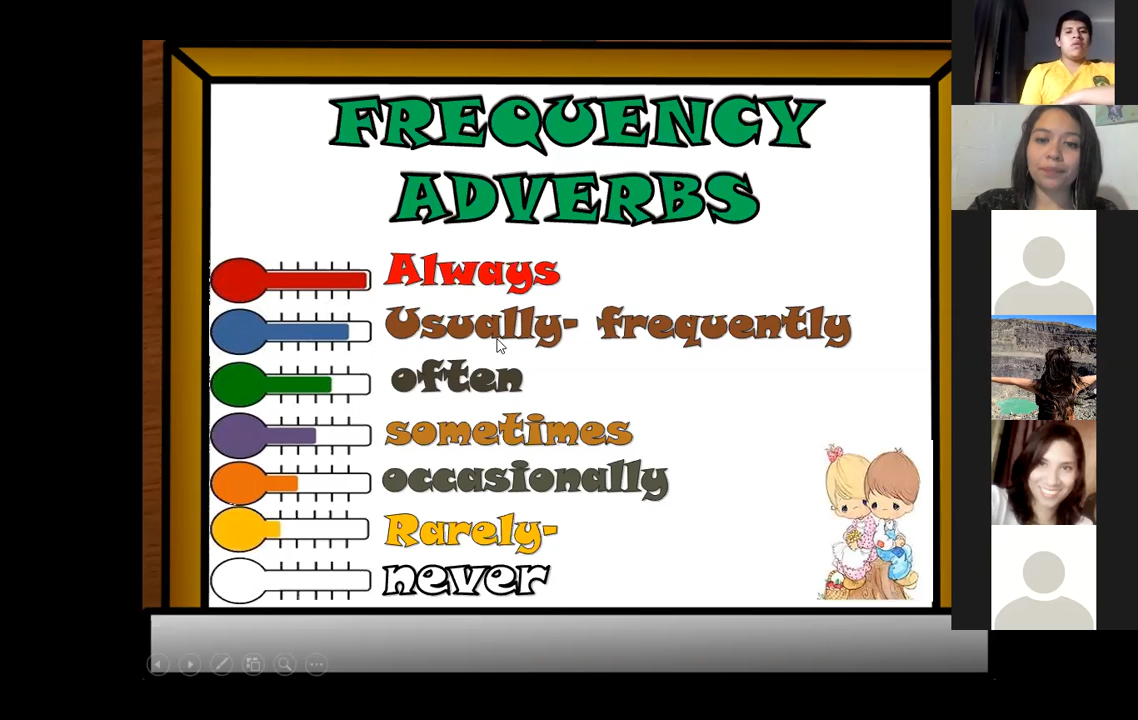 FREQUENCY
ADVERBS
Always
Usually- frequently
often
sometimes
occasionally
Rarely-
never